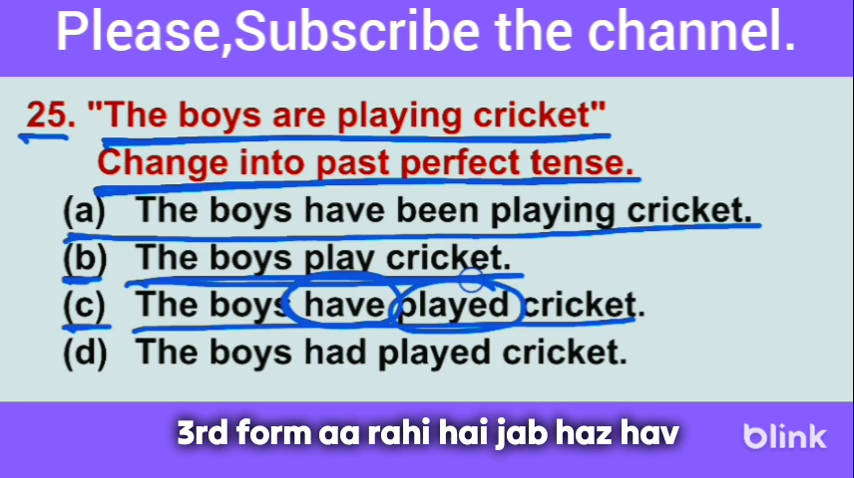 Please,Subscribe the channel.
25. "The boys are playing cricket"
Change into past perfect tense.
(a) The boys have been playing cricket.
(b) The boys play cricket.
(c) The boys have played cricket.
(d) The boys had played cricket.
3rd form aa rahi hai jab haz hav
blink